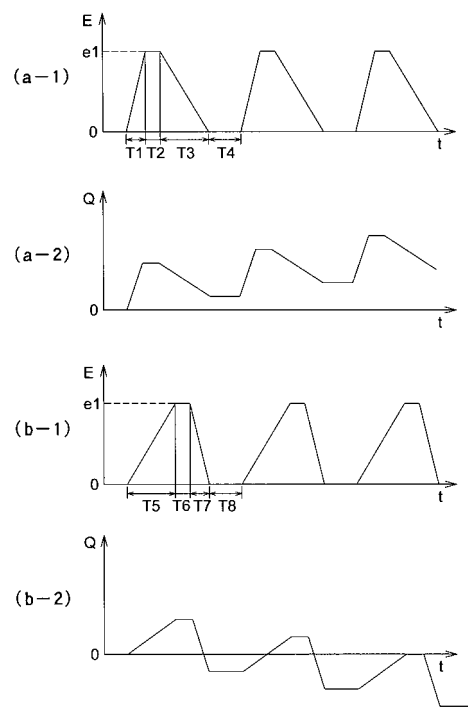 E
e1
(a-1)
0
T1 T2 T3 T4
t
Q
(a-2)
0
t
E
e1
(b-1)
0
T5 T6 T7 T8
t
Q
(b-2)
0
t